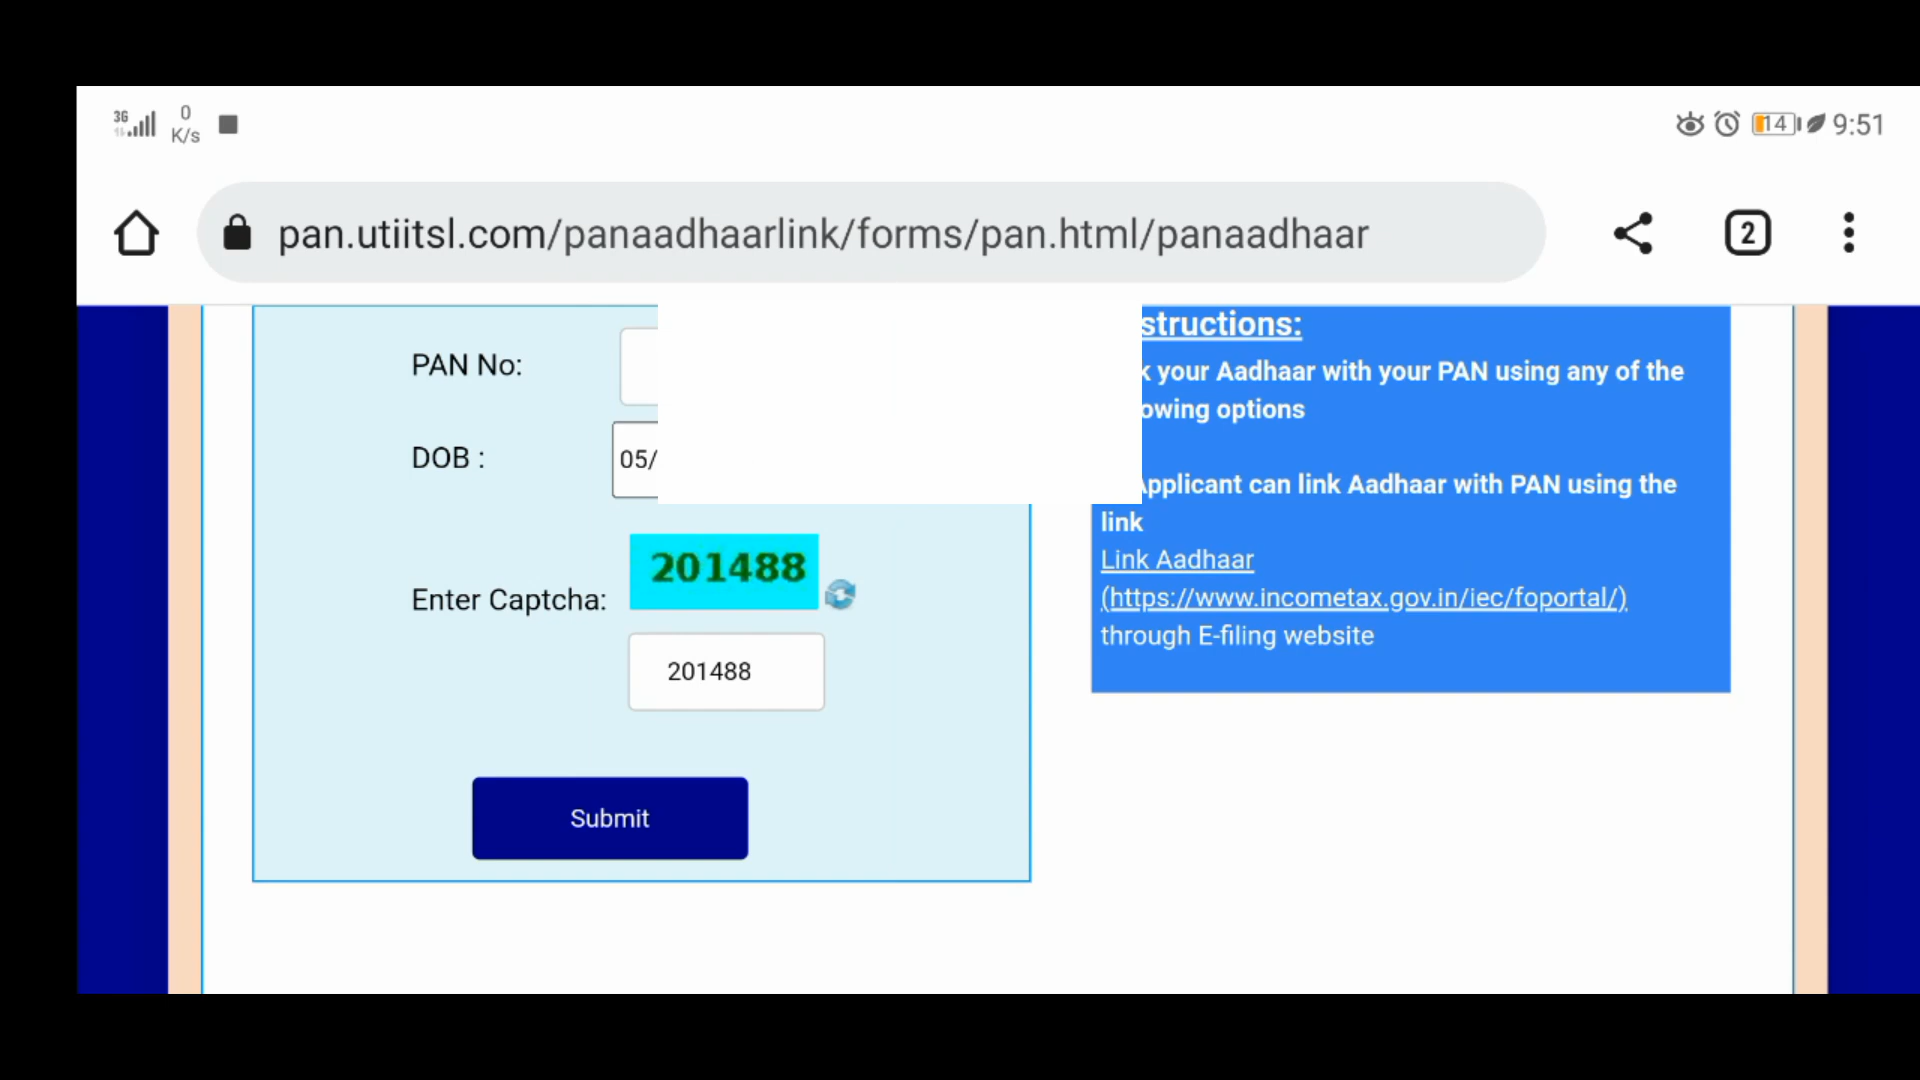 3G
0
K/s
14
9:51
pan.utiitsl.com/panaadhaarlink/forms/pan.html/panaadhaar
2
PAN No:
DOB :
05/
201488
Enter Captcha:
201488
Submit
structions:
k your Aadhaar with your PAN using any of the
owing options
pplicant can link Aadhaar with PAN using the
link
Link Aadhaar
(https://www.incometax.gov.in/iec/foportal/)
through E-filing website